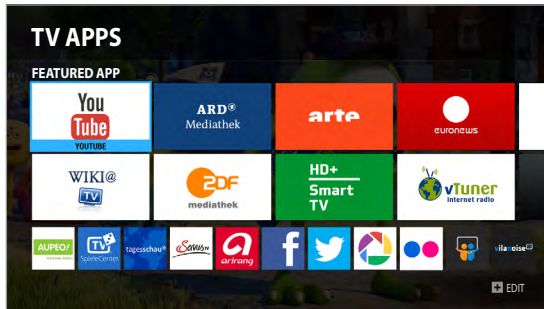 TV APPS
FEATURED APP
You
Tube
YOUTUBE
ARD
Mediathek
arte
euronews
WIKI@
TV
ZDF
mediathek
HD+
Smart
TV
vTuner
internet radio
AUPEO!
TV
SpieleCenter
tagesschau
arirang
f
vilanoise
EDIT